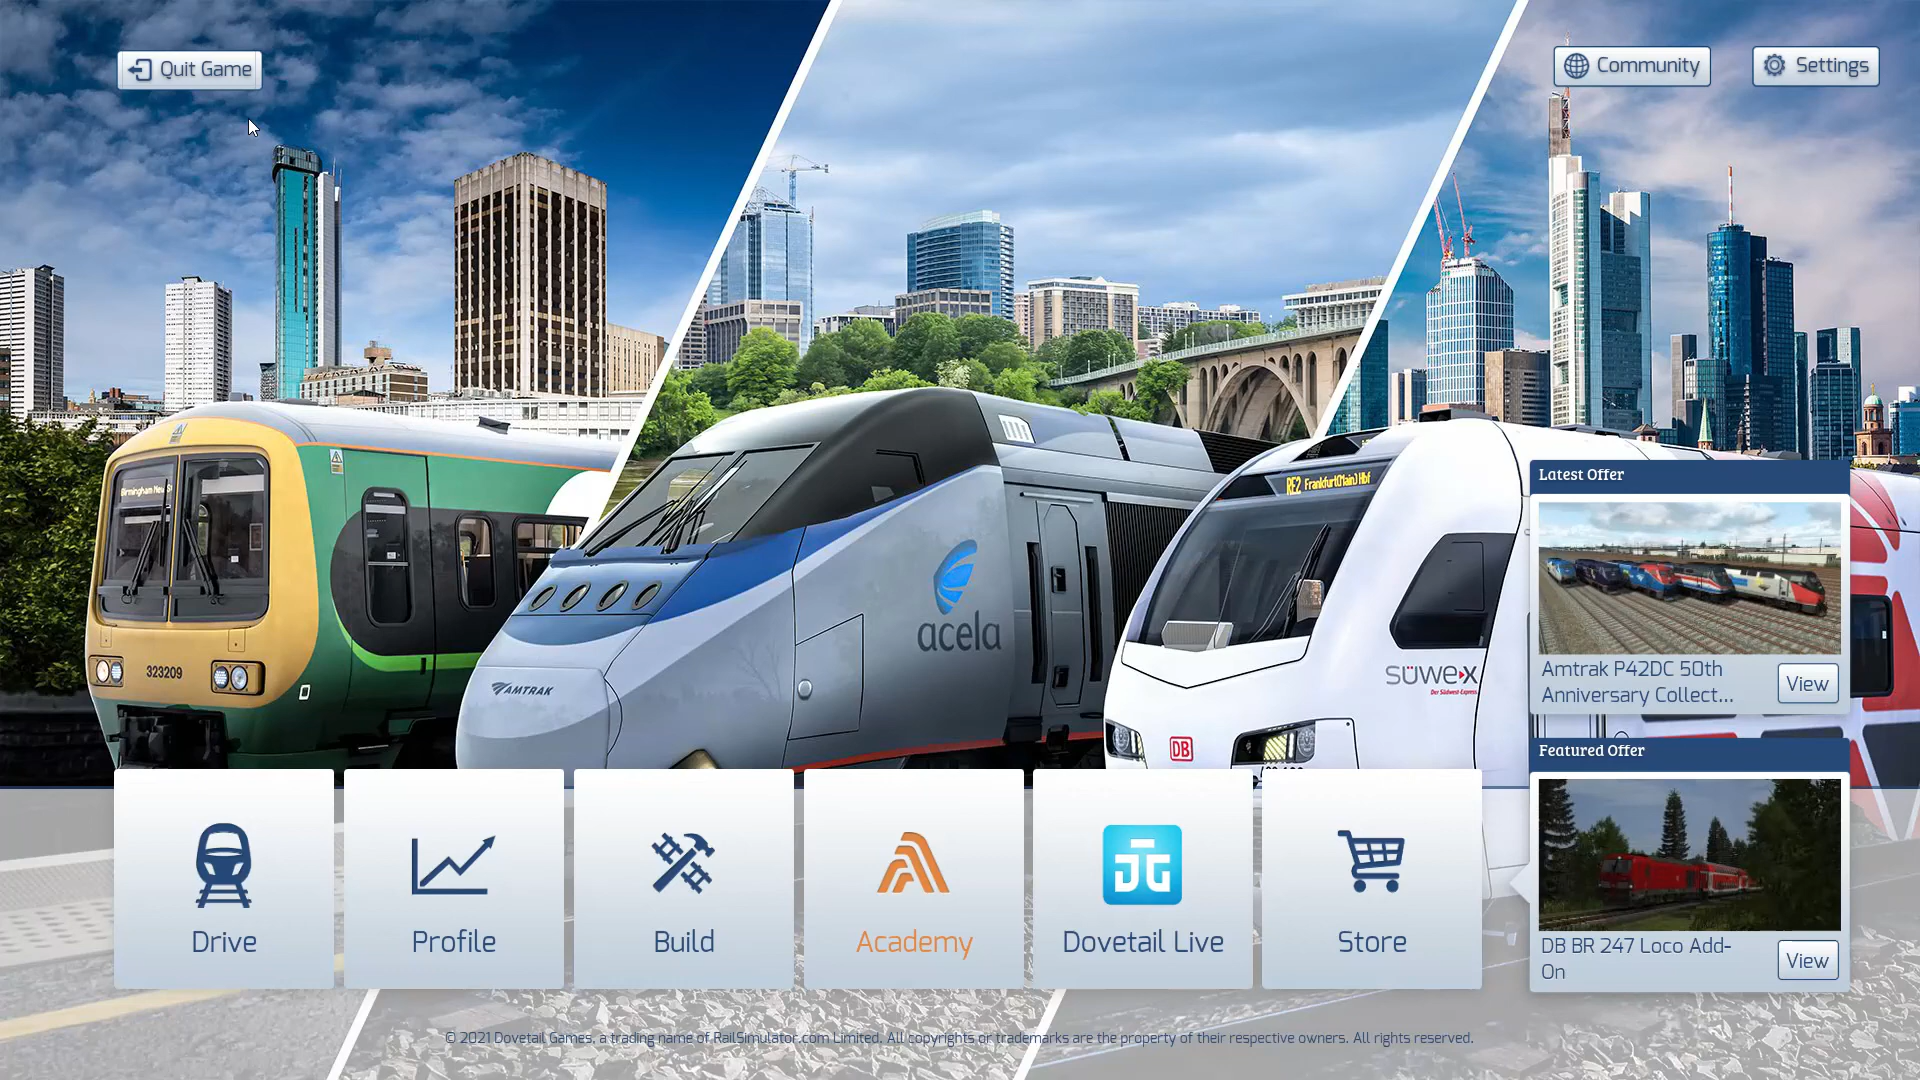 Quit Game
Community
Settings
RE2 Frankfurt(Main) Hbf
Latest Offer
acela
AMTRAK
323209
süwex
Der Südwest-Express
DB
Amtrak P42DC 50th
Anniversary Collect...
View
Featured Offer
Drive
Profile
Build
Academy
Dovetail Live
Store
DB BR 247 Loco Add-
On
View
© 2021 Dovetail Games, a trading name of RailSimulator.com Limited. All copyrights or trademarks are the property of their respective owners. All rights reserved.